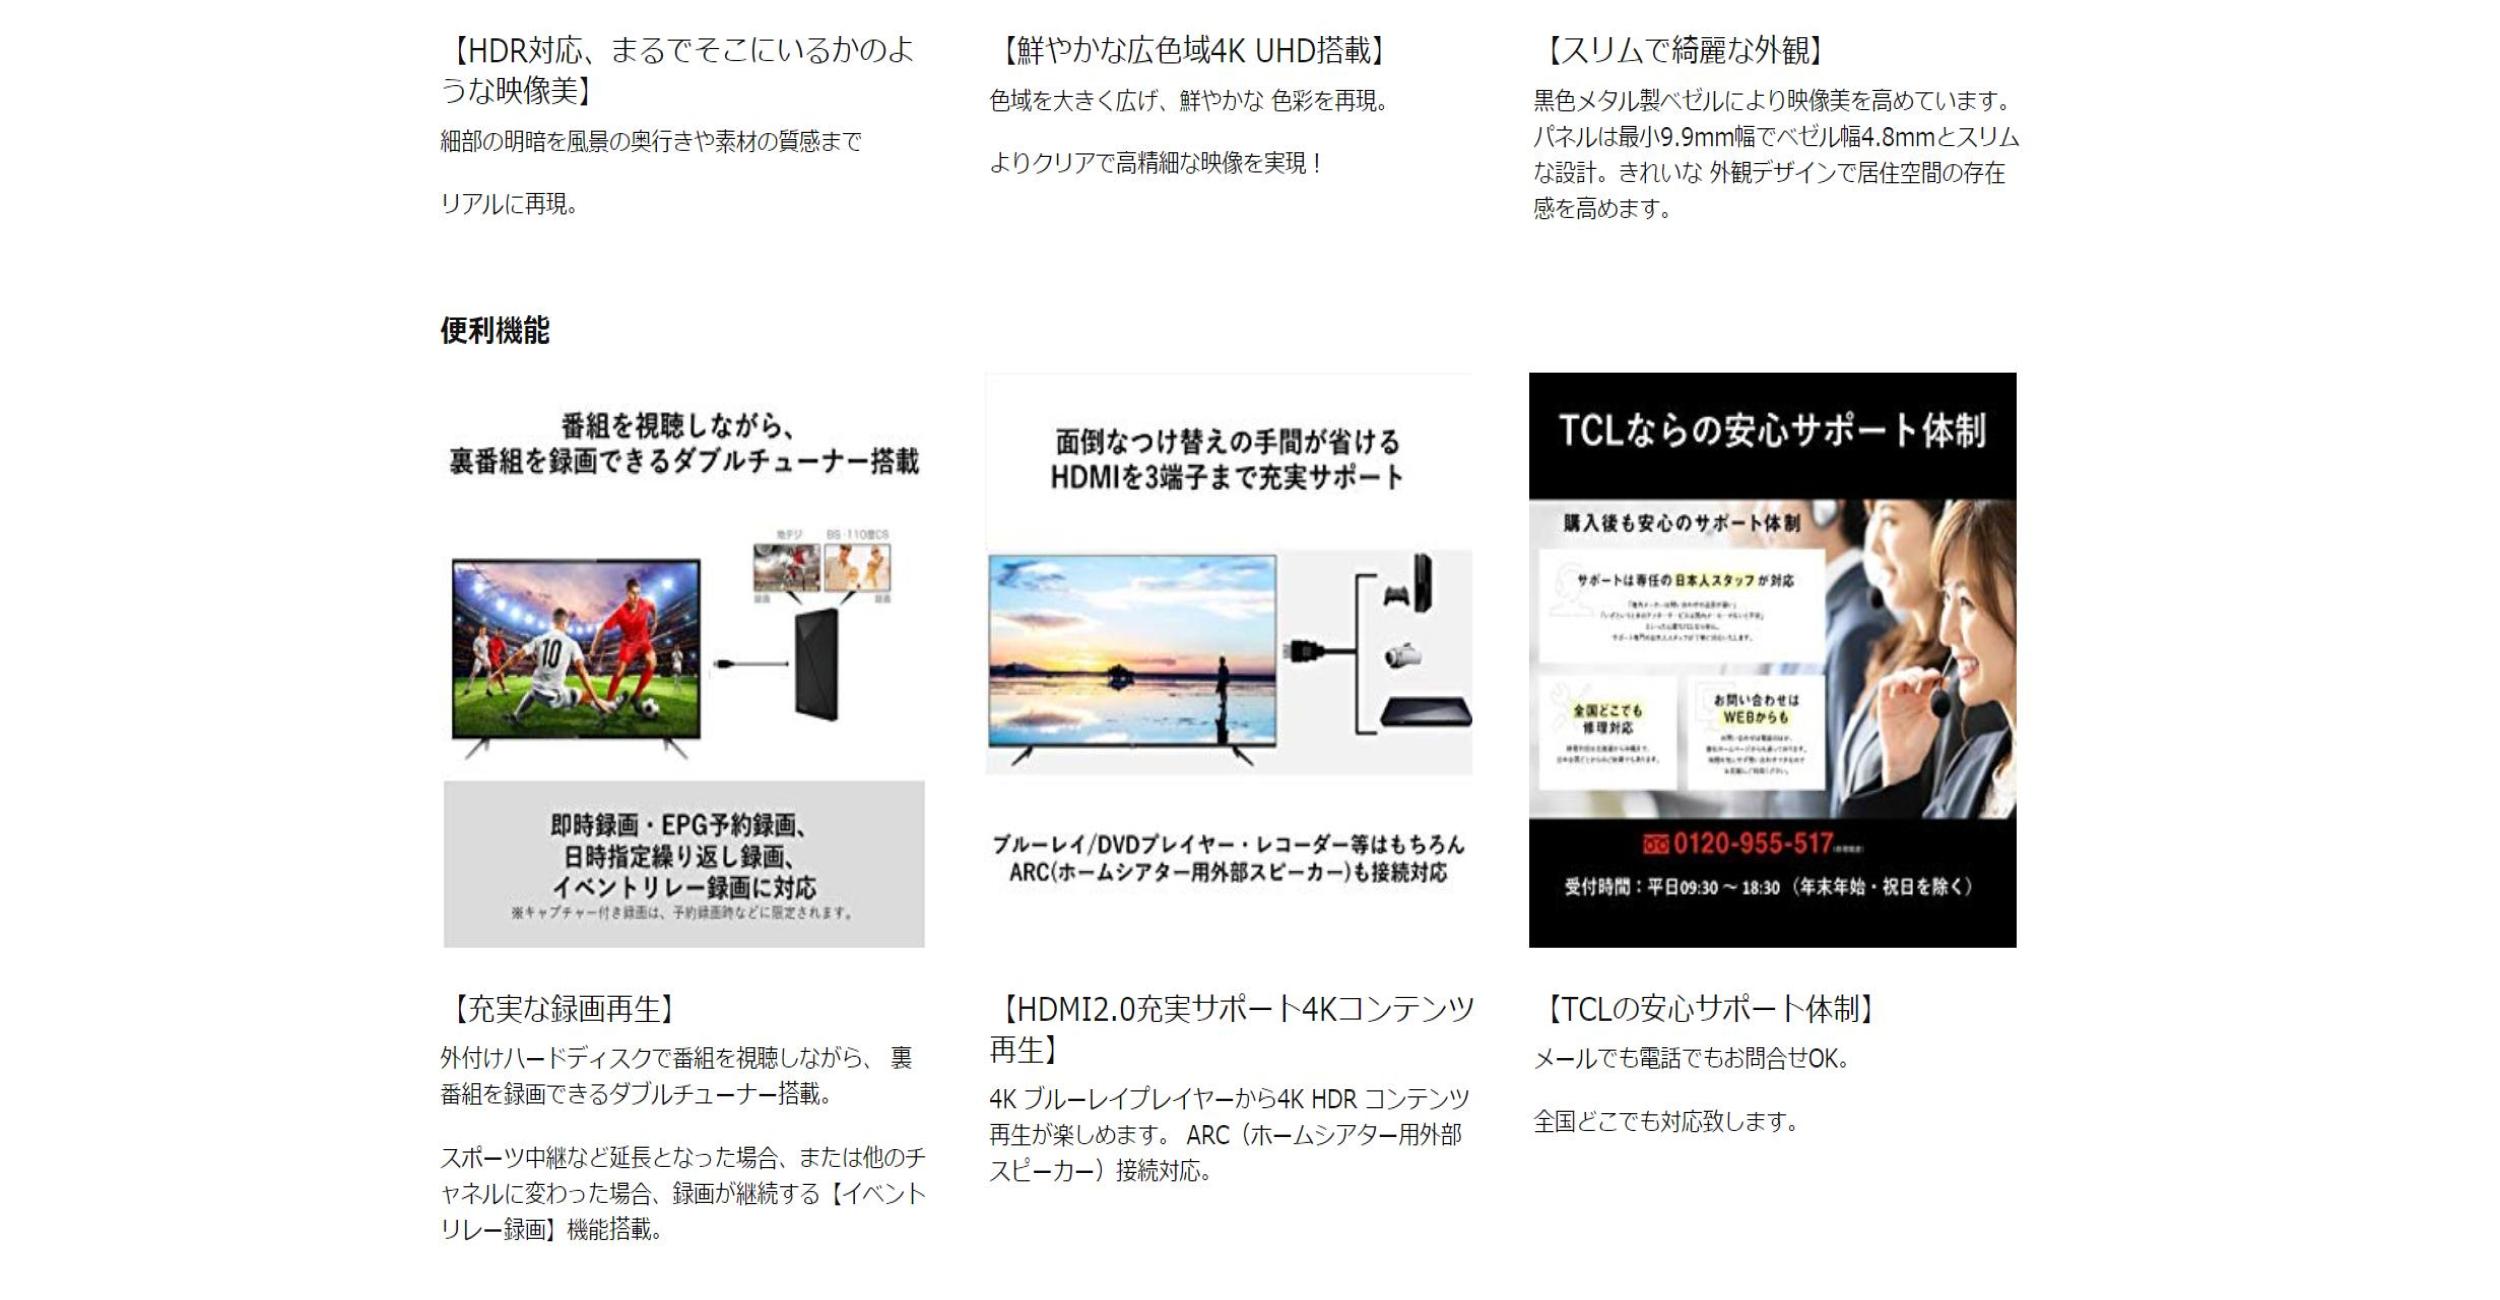 【HDR対応、まるでそこにいるかのよ
うな映像美】
細部の明暗を風景の奥行きや素材の質感まで
リアルに再現。
【鮮やかな広色域4K UHD搭載】
色域を大きく広げ、鮮やかな 色彩を再現。
よりクリアで高精細な映像を実現！
【スリムで綺麗な外観】
黒色メタル製ベゼルにより映像美を高めています。
パネルは最小9.9mm幅でベゼル幅4.8mmとスリム
な設計。きれいな 外観デザインで居住空間の存在
感を高めます。
便利機能
番組を視聴しながら、
裏番組を録画できるダブルチューナー搭載
地デジ
BS·110度CS
録画
録画
10
即時録画・EPG予約録画、
日時指定繰り返し録画、
イベントリレー録画に対応
※キャプチャー付き録画は、予約録画時などに限定されます。
【充実な録画再生】
外付けハードディスクで番組を視聴しながら、 裏
番組を録画できるダブルチューナー搭載。
スポーツ中継など延長となった場合、または他のチ
ャネルに変わった場合、録画が継続する【イベント
リレー録画】機能搭載。
面倒なつけ替えの手間が省ける
HDMIを3端子まで充実サポート
ブルーレイ/DVDプレイヤー・レコーダー等はもちろん
ARC(ホームシアター用外部スピーカー)も接続対応
【HDMI2.0充実サポート4Kコンテンツ
再生】
4K ブルーレイプレイヤーから4K HDR コンテンツ
再生が楽しめます。 ARC（ホームシアター用外部
スピーカー）接続対応。
TCLならの安心サポート体制
購入後も安心のサポート体制
サポートは専任の日本人スタッフが対応
全国どこでも
修理対応
お問い合わせは
WEBからも
0120-955-517
受付時間：平日09:30 ～ 18:30 （年末年始・祝日を除く）
【TCLの安心サポート体制】
メールでも電話でもお問合せOK。
全国どこでも対応致します。